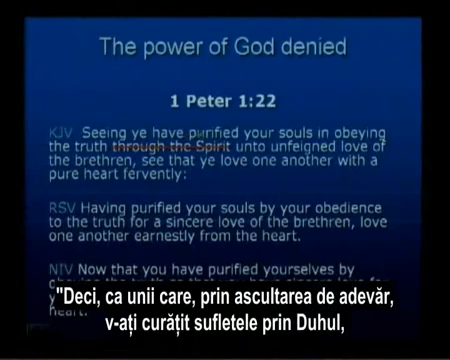 The power of God denied
1 Peter 1:22
KJV Seeing ye have purified your souls in obeying
the truth through the Spirit unto unfeigned love of
the brethren, see that ye love one another with a
pure heart fervently:
RSV Having purified your souls by your obedience
to the truth for a sincere love of the brethren, love
one another earnestly from the heart.
NIV Now that you have purified yourselves by
"Deci, ca unii care, prin ascultarea de adevăr,
v-ați curățit sufletele prin Duhul,
heart.